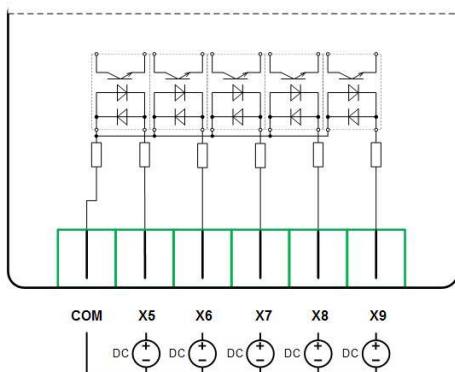 COM X5 X6 X7 X8 X9
DC + − DC + − DC + − DC + − DC + −